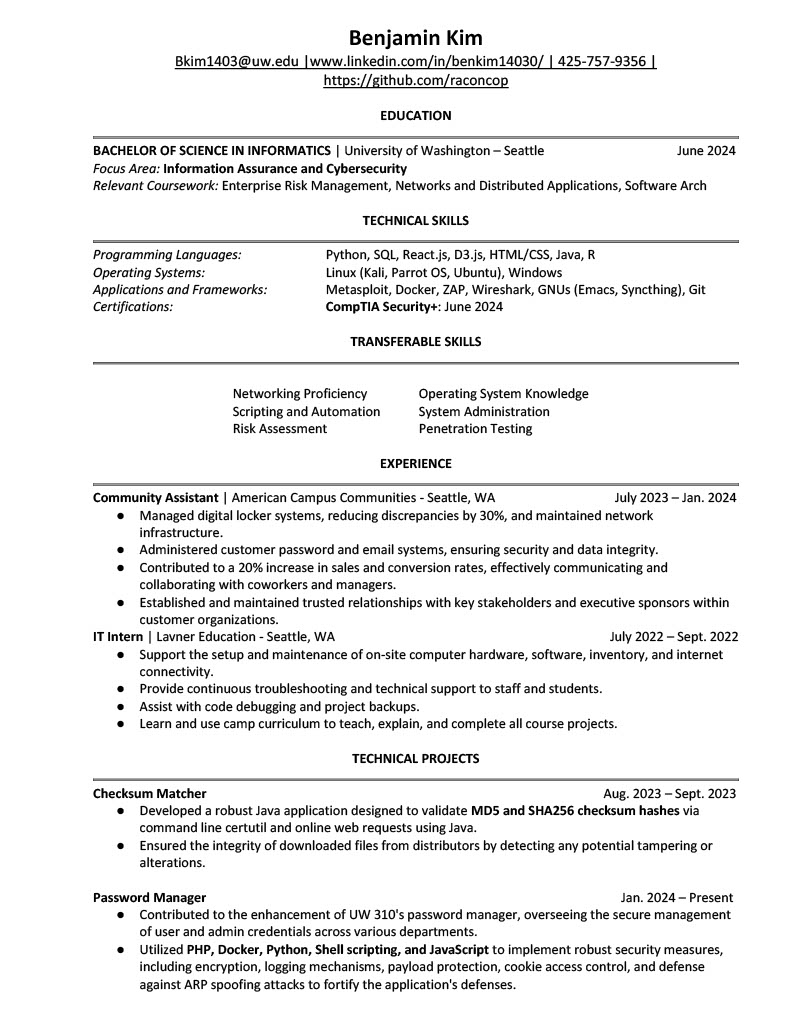 Benjamin Kim
Bkim1403@uw.edu |www.linkedin.com/in/benkim14030/ | 425-757-9356 |
https://github.com/raconcop
EDUCATION
BACHELOR OF SCIENCE IN INFORMATICS | University of Washington – Seattle June 2024
Focus Area: Information Assurance and Cybersecurity
Relevant Coursework: Enterprise Risk Management, Networks and Distributed Applications, Software Arch
TECHNICAL SKILLS
Programming Languages: Python, SQL, React.js, D3.js, HTML/CSS, Java, R
Operating Systems: Linux (Kali, Parrot OS, Ubuntu), Windows
Applications and Frameworks: Metasploit, Docker, ZAP, Wireshark, GNUs (Emacs, Syncthing), Git
Certifications: CompTIA Security+: June 2024
TRANSFERABLE SKILLS
Networking Proficiency Operating System Knowledge
Scripting and Automation System Administration
Risk Assessment Penetration Testing
EXPERIENCE
Community Assistant | American Campus Communities - Seattle, WA July 2023 – Jan. 2024
● Managed digital locker systems, reducing discrepancies by 30%, and maintained network
infrastructure.
● Administered customer password and email systems, ensuring security and data integrity.
● Contributed to a 20% increase in sales and conversion rates, effectively communicating and
collaborating with coworkers and managers.
● Established and maintained trusted relationships with key stakeholders and executive sponsors within
customer organizations.
IT Intern | Lavner Education - Seattle, WA July 2022 – Sept. 2022
● Support the setup and maintenance of on-site computer hardware, software, inventory, and internet
connectivity.
● Provide continuous troubleshooting and technical support to staff and students.
● Assist with code debugging and project backups.
● Learn and use camp curriculum to teach, explain, and complete all course projects.
TECHNICAL PROJECTS
Checksum Matcher Aug. 2023 – Sept. 2023
● Developed a robust Java application designed to validate MD5 and SHA256 checksum hashes via
command line certutil and online web requests using Java.
● Ensured the integrity of downloaded files from distributors by detecting any potential tampering or
alterations.
Password Manager Jan. 2024 – Present
● Contributed to the enhancement of UW 310's password manager, overseeing the secure management
of user and admin credentials across various departments.
● Utilized PHP, Docker, Python, Shell scripting, and JavaScript to implement robust security measures,
including encryption, logging mechanisms, payload protection, cookie access control, and defense
against ARP spoofing attacks to fortify the application's defenses.